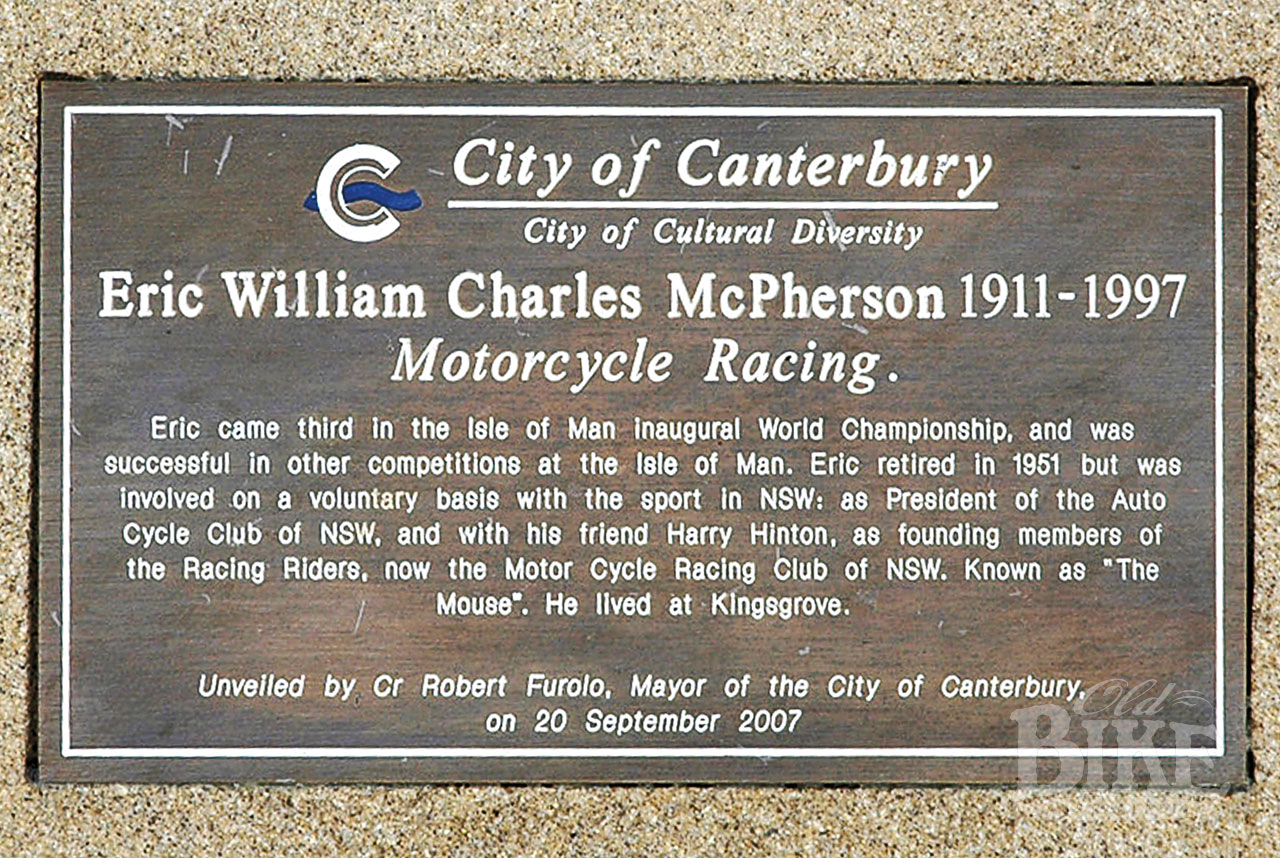 City of Canterbury
City of Cultural Diversity
Eric William Charles McPherson 1911-1997
Motorcycle Racing.
Eric came third in the Isle of Man inaugural World Championship, and was
successful in other competitions at the Isle of Man. Eric retired in 1951 but was
involved on a voluntary basis with the sport in NSW: as President of the Auto
Cycle Club of NSW, and with his friend Harry Hinton, as founding members of
the Racing Riders, now the Motor Cycle Racing Club of NSW. Known as "The
Mouse". He lived at Kingsgrove.
Unveiled by Cr Robert Furolo, Mayor of the City of Canterbury,
on 20 September 2007
Old
BIKE